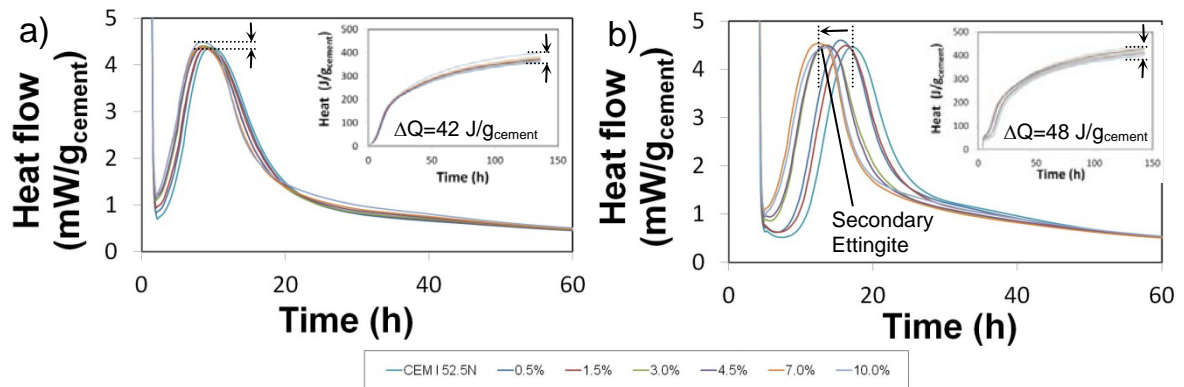 a)
Heat flow
(mW/gcement)
5
4
3
2
1
0
0
20
40
60
Time (h)
Heat (J/gcement)
500
400
300
200
100
0
0
50
100
150
Time (h)
ΔQ=42 J/gcement
b)
Heat flow
(mW/gcement)
5
4
3
2
1
0
0
20
40
60
Time (h)
Secondary
Ettingite
Heat (J/gcement)
500
400
300
200
100
0
0
50
100
150
Time (h)
ΔQ=48 J/gcement
CEM I 52.5N 0.5% 1.5% 3.0% 4.5% 7.0% 10.0%